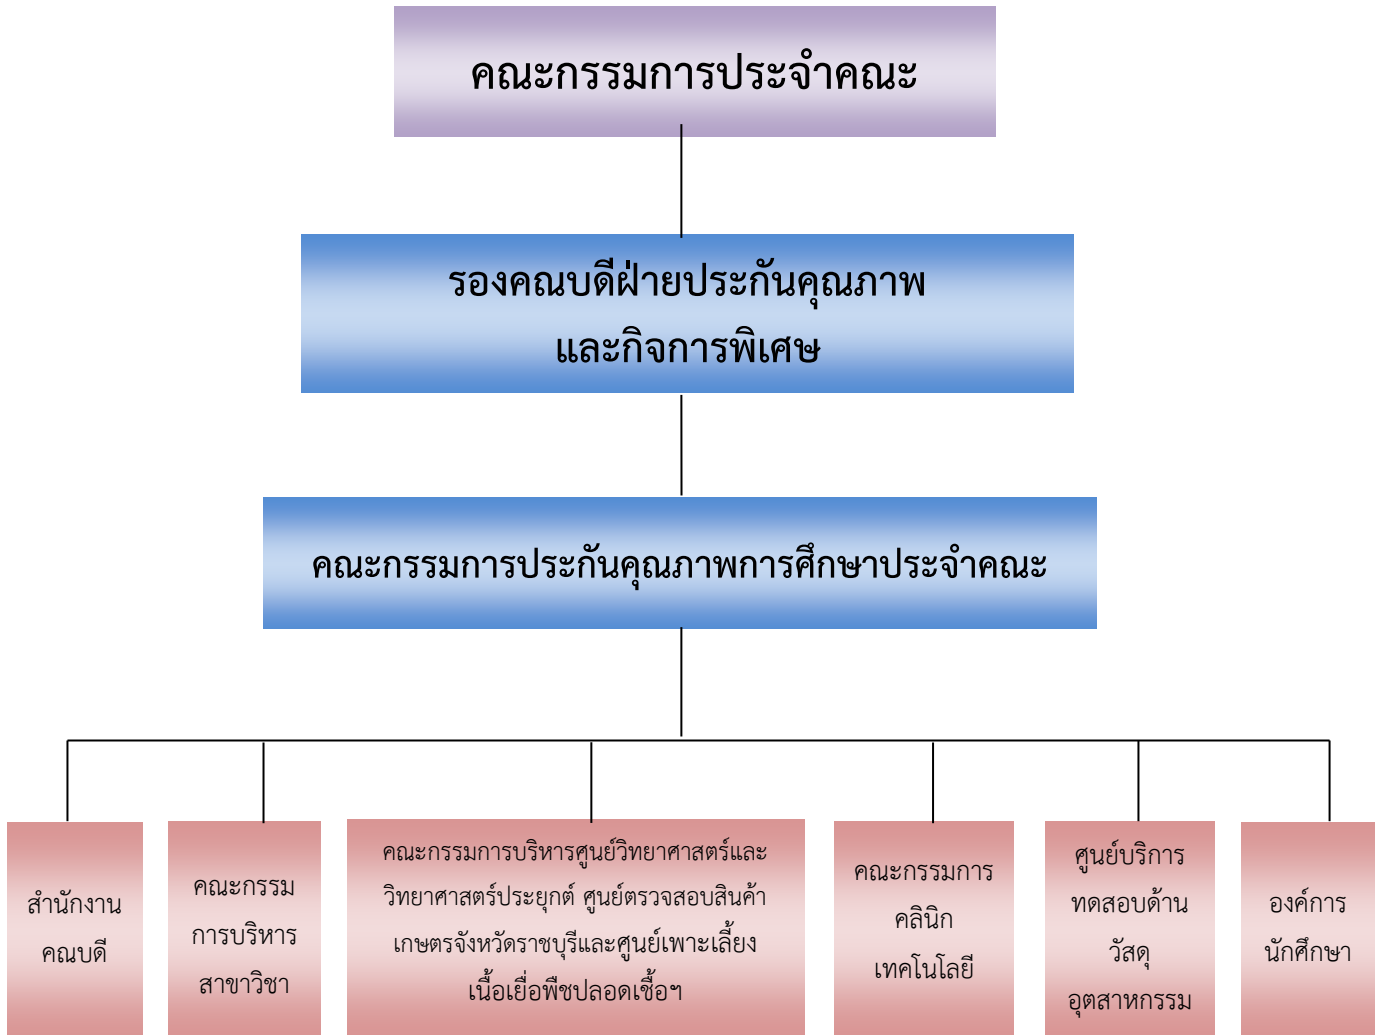 คณะกรรมการประจำคณะ
รองคณบดีฝ่ายประกันคุณภาพ
และกิจการพิเศษ
คณะกรรมการประกันคุณภาพการศึกษาประจำคณะ
สำนักงาน
คณบดี
คณะกรรม
การบริหาร
สาขาวิชา
คณะกรรมการบริหารศูนย์วิทยาศาสตร์และ
วิทยาศาสตร์ประยุกต์ ศูนย์ตรวจสอบสินค้า
เกษตรจังหวัดราชบุรีและศูนย์เพาะเลี้ยง
เนื้อเยื่อพืชปลอดเชื้อฯ
คณะกรรมการ
คลินิก
เทคโนโลยี
ศูนย์บริการ
ทดสอบด้าน
วัสดุ
อุตสาหกรรม
องค์การ
นักศึกษา